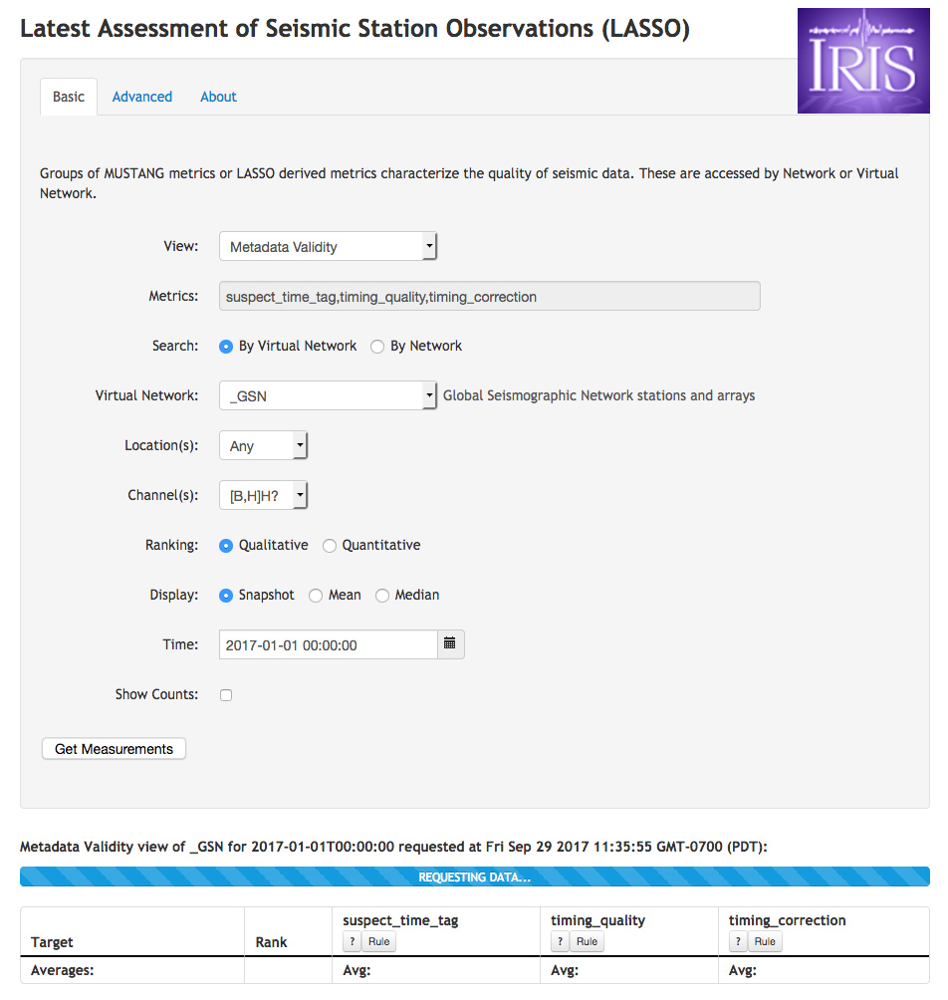 Latest Assessment of Seismic Station Observations (LASSO)
IRIS
Basic Advanced About
Groups of MUSTANG metrics or LASSO derived metrics characterize the quality of seismic data. These are accessed by Network or Virtual
Network.
View: Metadata Validity
Metrics: suspect_time_tag,timing_quality,timing_correction
Search: By Virtual Network By Network
Virtual Network: _GSN Global Seismographic Network stations and arrays
Location(s): Any
Channel(s): [B,H]H?
Ranking: Qualitative Quantitative
Display: Snapshot Mean Median
Time: 2017-01-01 00:00:00
Show Counts:
Get Measurements
Metadata Validity view of _GSN for 2017-01-01T00:00:00 requested at Fri Sep 29 2017 11:35:55 GMT-0700 (PDT):
REQUESTING DATA...
suspect_time_tag timing_quality timing_correction
Target Rank ? Rule ? Rule ? Rule
Averages: Avg: Avg: Avg: